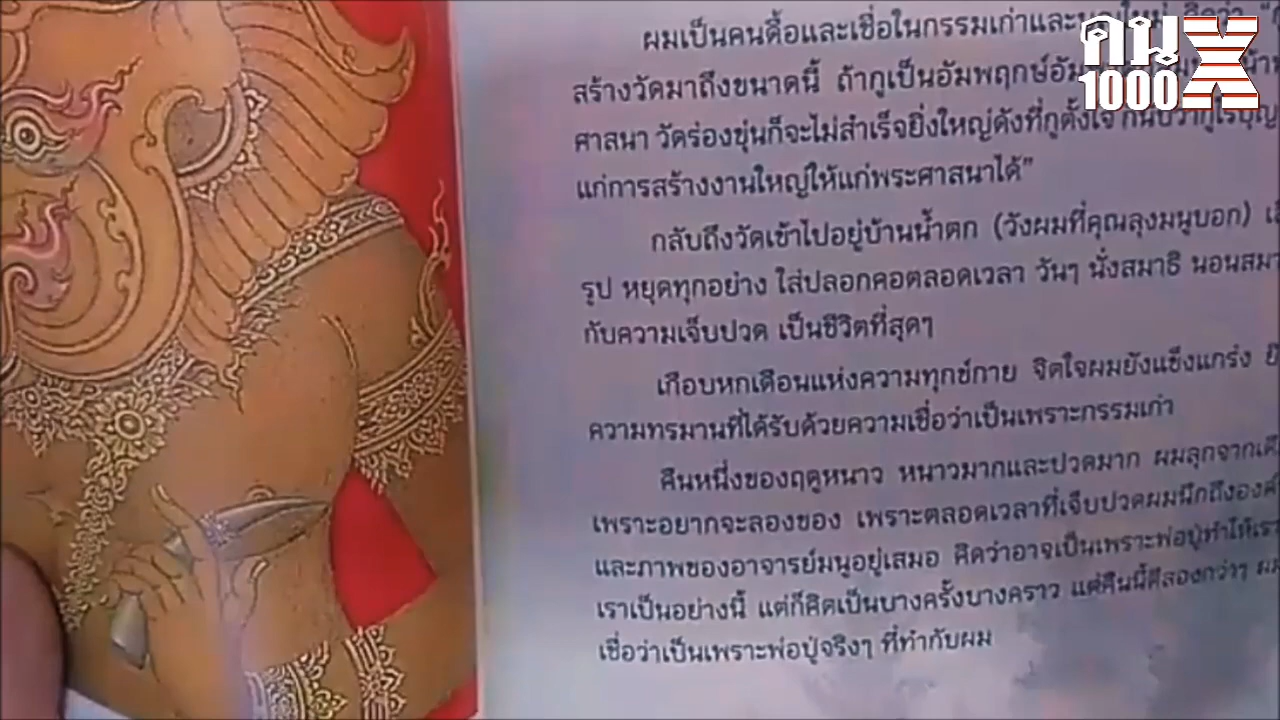 คน
1000
X
ผมเป็นคนดื้อและเชื่อในกรรมเก่าและ
สร้างวัดมาถึงขนาดนี้ ถ้ากูเป็นอัมพฤกษ์
ศาสนา วัดร่องขุ่นก็จะไม่สำเร็จยิ่งใหญ่ดังที่กูตั้งใจ
แก่การสร้างงานใหญ่ให้แก่พระศาสนาได้”
กลับถึงวัดเข้าไปอยู่บ้านน้ำตก (วังผมที่คุณลุงมนูบอก)
รูป หยุดทุกอย่าง ใส่ปลอกคอตลอดเวลา วันๆ นั่งสมาธิ
กับความเจ็บปวด เป็นชีวิตที่สุดๆ
เกือบหกเดือนแห่งความทุกข์กาย จิตใจผมยังแข็งแกร่ง
ความทรมานที่ได้รับด้วยความเชื่อว่าเป็นเพราะกรรมเก่า
คืนหนึ่งของฤดูหนาว หนาวมากและปวดมาก ผมลุกจาก
เพราะอยากจะลองของ เพราะตลอดเวลาที่เจ็บปวดผมนึกถึง
และภาพของอาจารย์มนูอยู่เสมอ คิดว่าอาจเป็นเพราะพ่อปู่ทำให้เรา
เราเป็นอย่างนี้ แต่ก็คิดเป็นบางครั้งบางคราว แต่คืนนี้ตีสองกว่าๆ
เชื่อว่าเป็นเพราะพ่อปู่จริงๆ ที่ทำกับผม